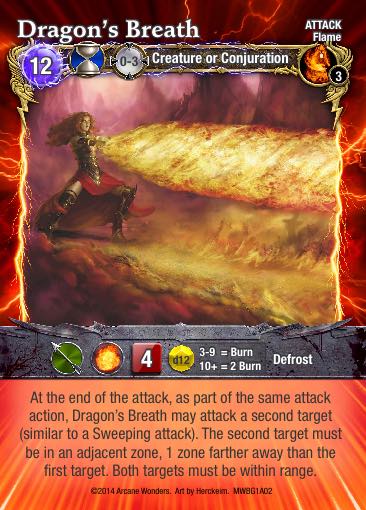 Dragon's Breath
ATTACK
Flame
12
0-3
Creature or Conjuration
3
4
d12
3-9 = Burn
10+ = 2 Burn
Defrost
At the end of the attack, as part of the same attack
action, Dragon's Breath may attack a second target
(similar to a Sweeping attack). The second target must
be in an adjacent zone, 1 zone farther away than the
first target. Both targets must be within range.
©2014 Arcane Wonders. Art by Herckeim. MWBG1A02